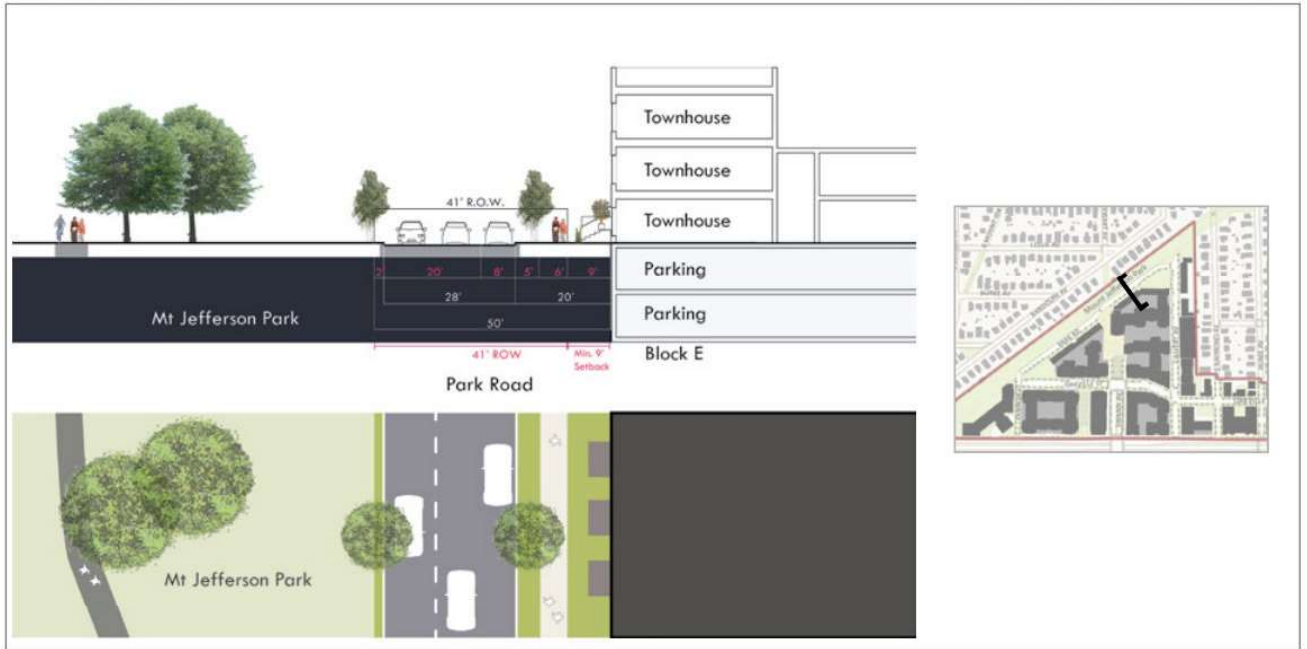 Townhouse
Townhouse
Townhouse
41' R.O.W.
2' 20' 8' 5' 6' 9'
28' 20'
50'
Mt Jefferson Park
Parking
Parking
41' ROW
Min. 9'
Setback
Block E
Park Road
Mt Jefferson Park